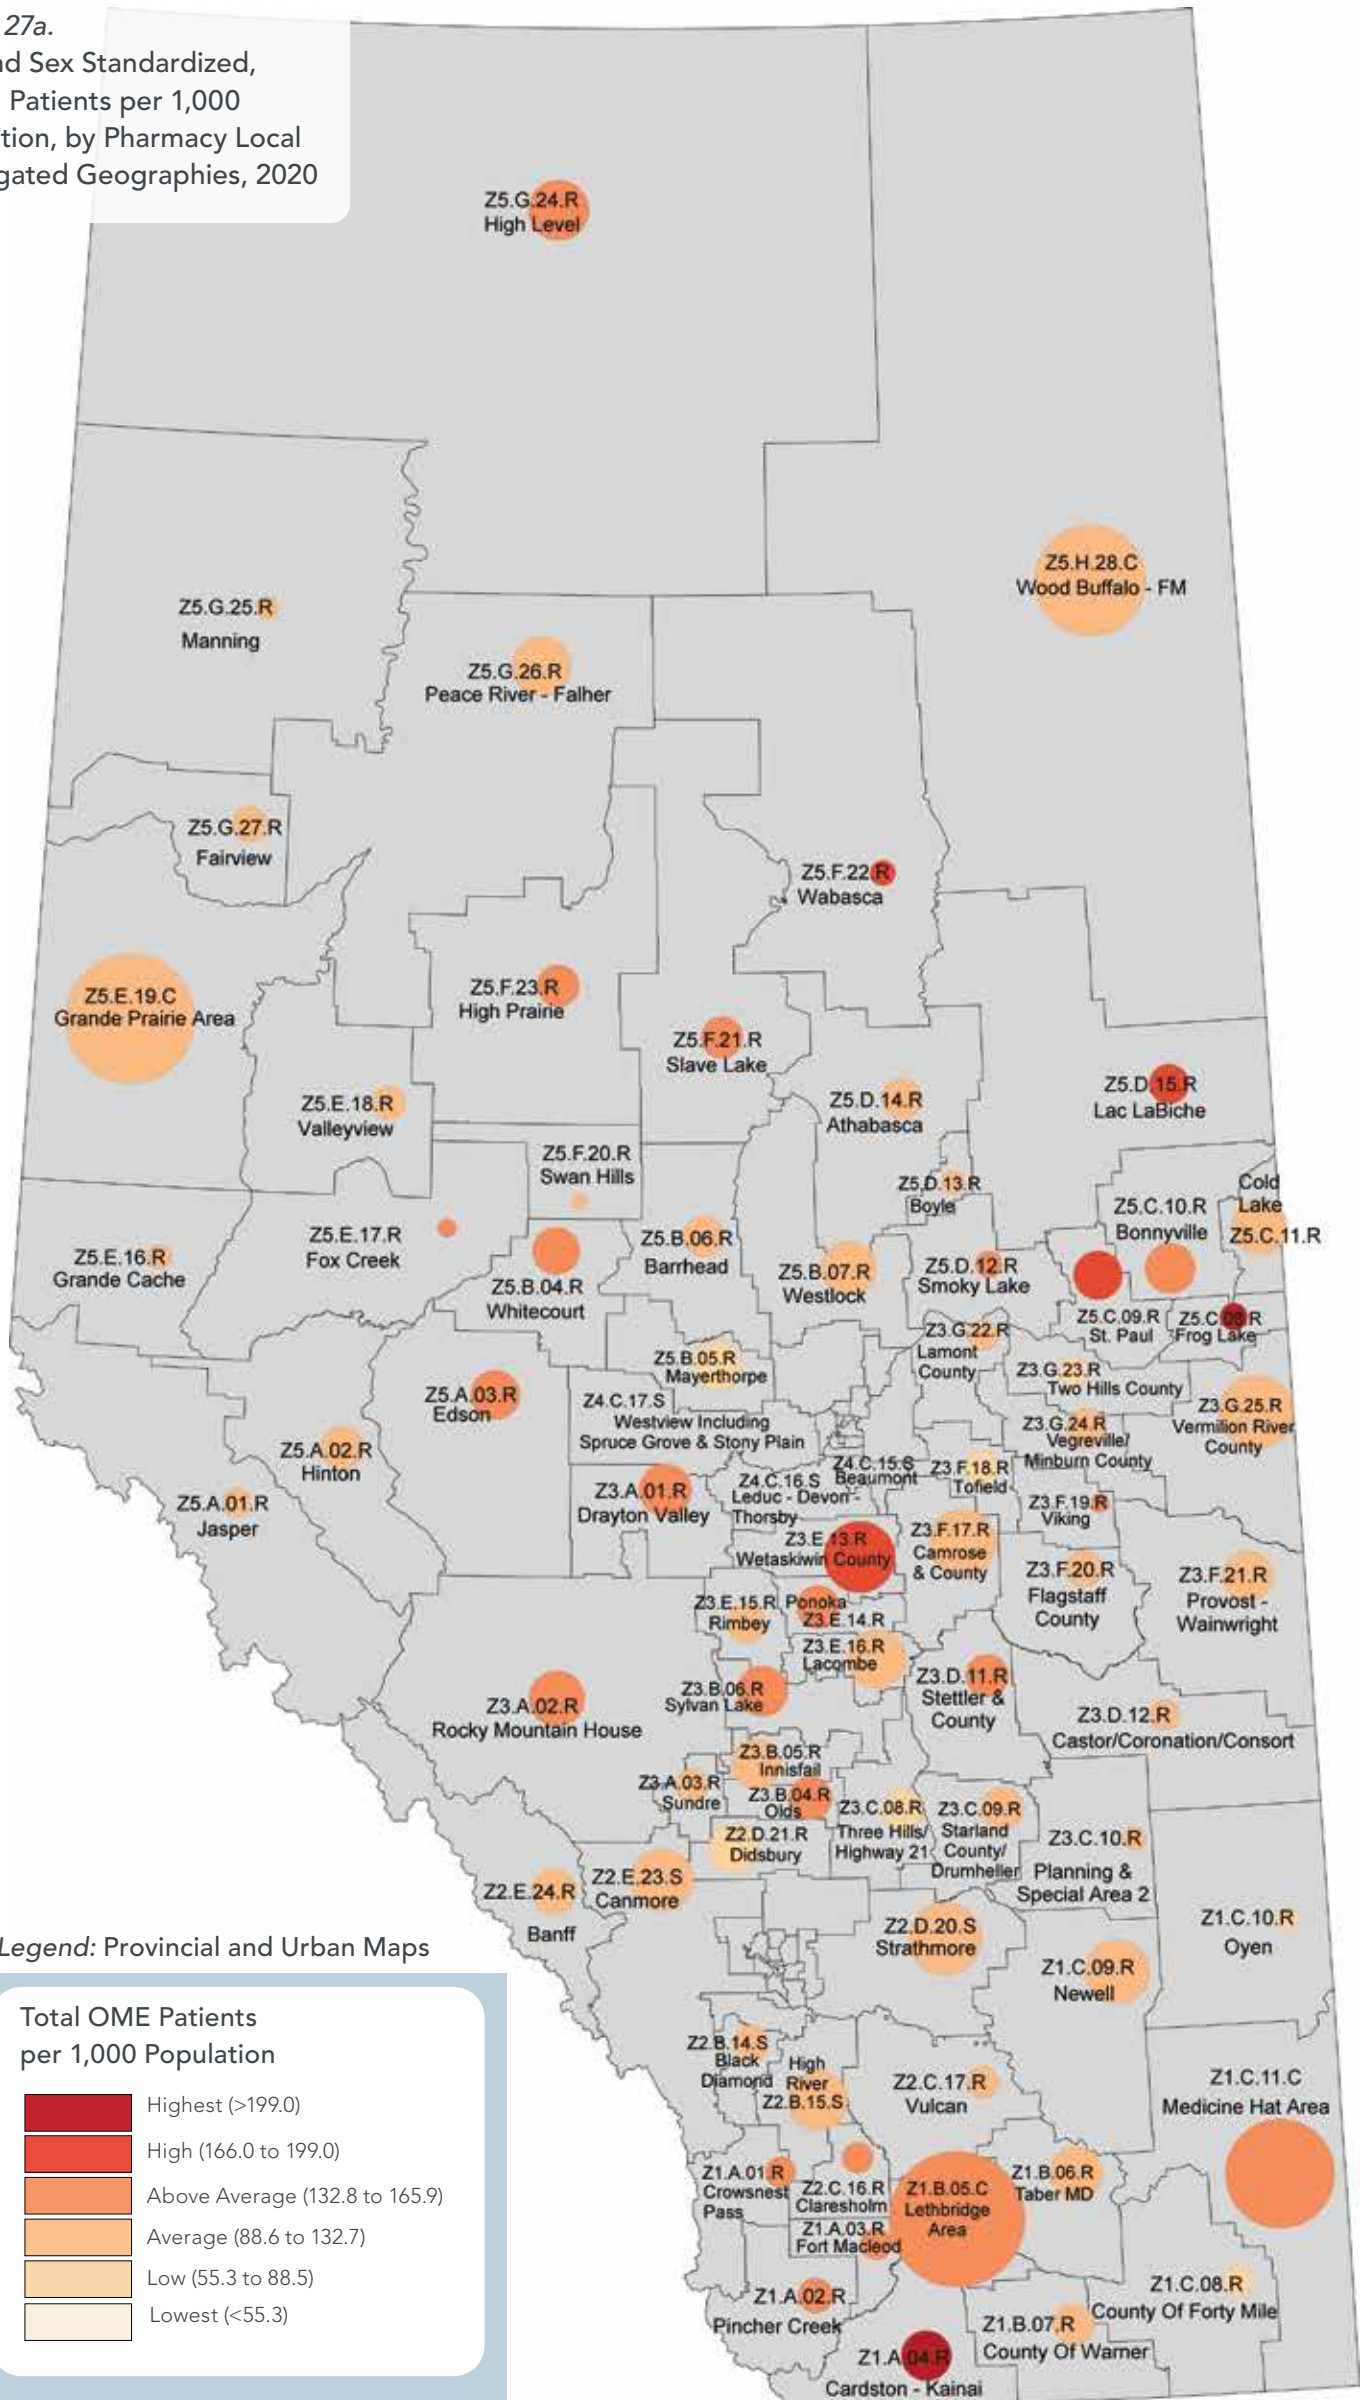 27a.
nd Sex Standardized,
Patients per 1,000
tion, by Pharmacy Local
gated Geographies, 2020
Z5.G.24.R
High Level
Z5.H.28.C
Wood Buffalo - FM
Z5.G.25.R
Manning
Z5.G.26.R
Peace River - Falher
Z5.G.27.R
Fairview
Z5.F.22.R
Wabasca
Z5.E.19.C
Grande Prairie Area
Z5.F.23.R
High Prairie
Z5.F.21.R
Slave Lake
Z5.E.18.R
Valleyview
Z5.D.14.R
Athabasca
Z5.D.15.R
Lac LaBiche
Z5.F.20.R
Swan Hills
Z5.D.13.R
Boyle
Cold
Lake
Z5.C.11.R
Z5.C.10.R
Bonnyville
Z5.E.16.R
Grande Cache
Z5.E.17.R
Fox Creek
Z5.B.04.R
Whitecourt
Z5.B.06.R
Barrhead
Z5.B.07.R
Westlock
Z5.D.12.R
Smoky Lake
Z5.C.09.R
St. Paul
Z5.C.08.R
Frog Lake
Z3.G.22.R
Lamont
County
Z3.G.23.R
Two Hills County
Z5.B.05.R
Mayerthorpe
Z5.A.03.R
Edson
Z4.C.17.S
Westview Including
Spruce Grove & Stony Plain
Z3.G.24.R
Vegreville/
Minburn County
Z3.G.25.R
Vermilion River
County
Z5.A.02.R
Hinton
Z5.A.01.R
Jasper
Z3.A.01.R
Drayton Valley
Z4.C.16.S
Leduc - Devon -
Thorsby
Z4.C.15.S
Beaumont
Z3.F.18.R
Tofield
Z3.F.19.R
Viking
Z3.E.13.R
Wetaskiwin County
Z3.F.17.R
Camrose
& County
Z3.F.20.R
Flagstaff
County
Z3.F.21.R
Provost -
Wainwright
Z3.E.15.R
Rimbey
Ponoka
Z3.E.14.R
Z3.E.16.R
Lacombe
Z3.A.02.R
Rocky Mountain House
Z3.B.06.R
Sylvan Lake
Z3.D.11.R
Stettler &
County
Z3.D.12.R
Castor/Coronation/Consort
Z3.B.05.R
Innisfail
Z3.A.03.R
Sundre
Z3.B.04.R
Olds
Z3.C.08.R
Three Hills/
Highway 21
Z3.C.09.R
Starland
County/
Drumheller
Z3.C.10.R
Planning &
Special Area 2
Z2.D.21.R
Didsbury
Z2.E.24.R
Banff
Z2.E.23.S
Canmore
Z2.D.20.S
Strathmore
Z1.C.10.R
Oyen
Z1.C.09.R
Newell
Z2.B.14.S
Black
Diamond
High
River
Z2.B.15.S
Z2.C.17.R
Vulcan
Z1.C.11.C
Medicine Hat Area
Z1.A.01.R
Crowsnest
Pass
Z2.C.16.R
Claresholm
Z1.B.05.C
Lethbridge
Area
Z1.B.06.R
Taber MD
Z1.A.03.R
Fort Macleod
Z1.A.02.R
Pincher Creek
Z1.C.08.R
County Of Forty Mile
Z1.B.07.R
County Of Warner
Z1.A.04.R
Cardston - Kainai
Legend: Provincial and Urban Maps
Total OME Patients
per 1,000 Population
Highest (>199.0)
High (166.0 to 199.0)
Above Average (132.8 to 165.9)
Average (88.6 to 132.7)
Low (55.3 to 88.5)
Lowest (<55.3)